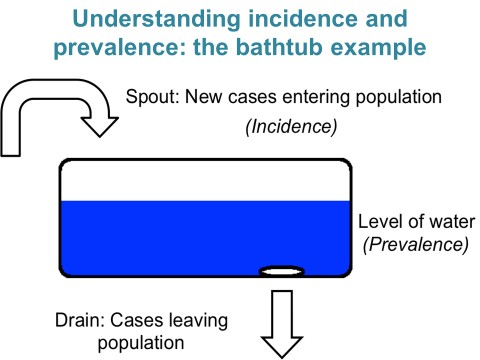 Understanding incidence and
prevalence: the bathtub example
Spout: New cases entering population
(Incidence)
Level of water
(Prevalence)
Drain: Cases leaving
population